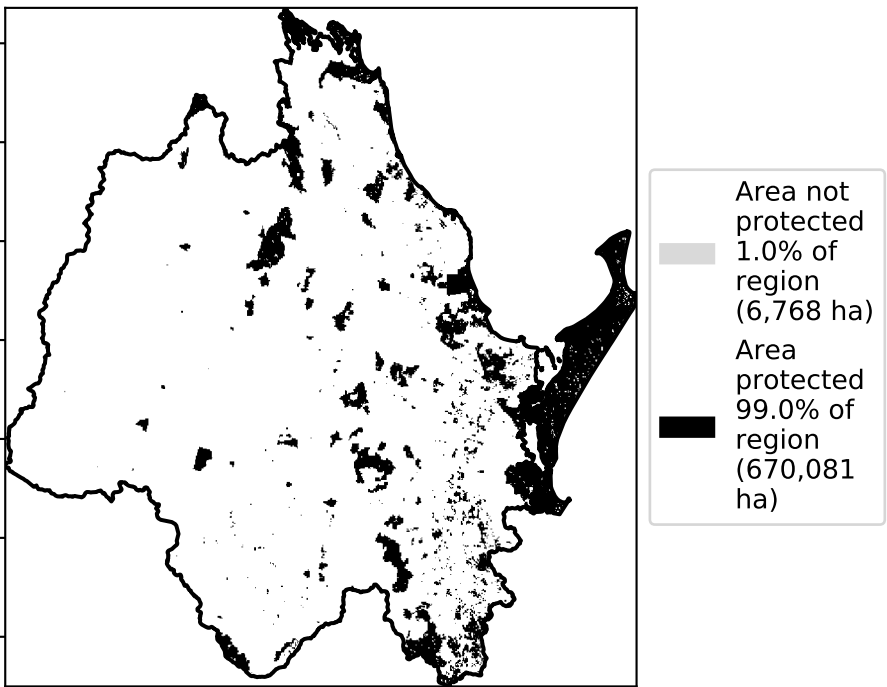 Area not
protected
1.0% of
region
(6,768 ha)
Area
protected
99.0% of
region
(670,081
ha)